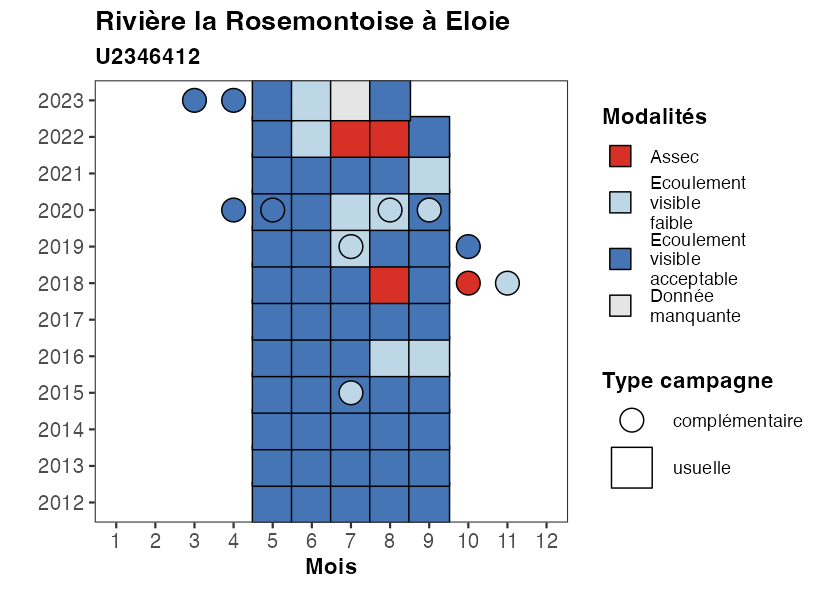 Rivière la Rosemontoise à Eloie
U2346412
2023
2022
2021
2020
2019
2018
2017
2016
2015
2014
2013
2012
1 2 3 4 5 6 7 8 9 10 11 12
Mois
Modalités
Assec
Ecoulement
visible
faible
Ecoulement
visible
acceptable
Donnée
manquante
Type campagne
complémentaire
usuelle